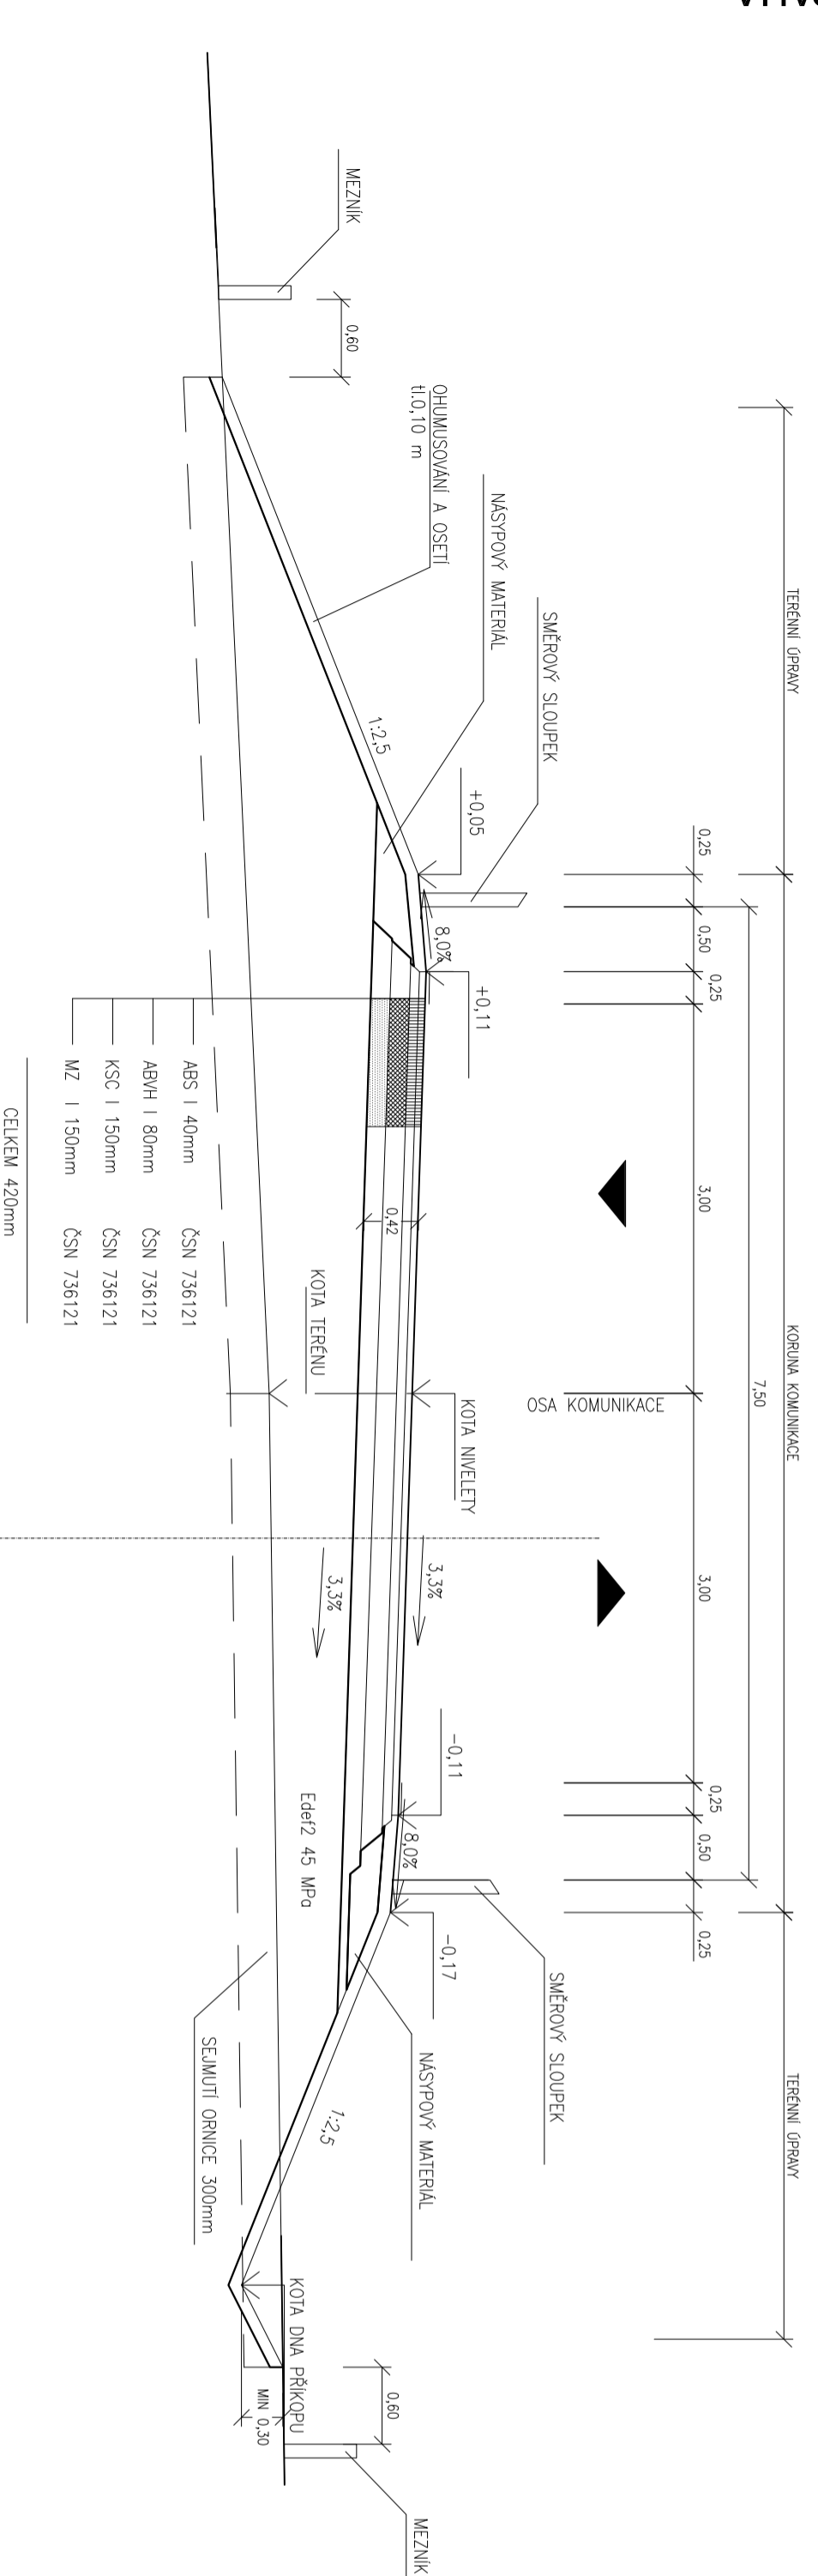 TERÉNNÍ ÚPRAVY
KORUNA KOMUNIKACE
TERÉNNÍ ÚPRAVY
7,50
0,25
0,50
0,25
3,00
3,00
0,25
0,50
0,25
OSA KOMUNIKACE
SMĚROVÝ SLOUPEK
SMĚROVÝ SLOUPEK
NÁSYPOVÝ MATERIÁL
+0,05
+0,11
KOTA NIVELETY
-0,11
-0,17
OHUMUSOVÁNÍ A OSETÍ
tl.0,10 m
8,0%
3,3%
8,0%
NÁSYPOVÝ MATERIÁL
MEZNÍK
0,60
1:2,5
0,42
3,3%
1:2,5
0,60
MEZNÍK
KOTA TERÉNU
Edef2 45 MPa
KOTA DNA PŘÍKOPU
MIN 0,30
SEJMUTÍ ORNICE 300mm
ABS I 40mm ČSN 736121
ABVH I 80mm ČSN 736121
KSC I 150mm ČSN 736121
MZ I 150mm ČSN 736121
CELKEM 420mm